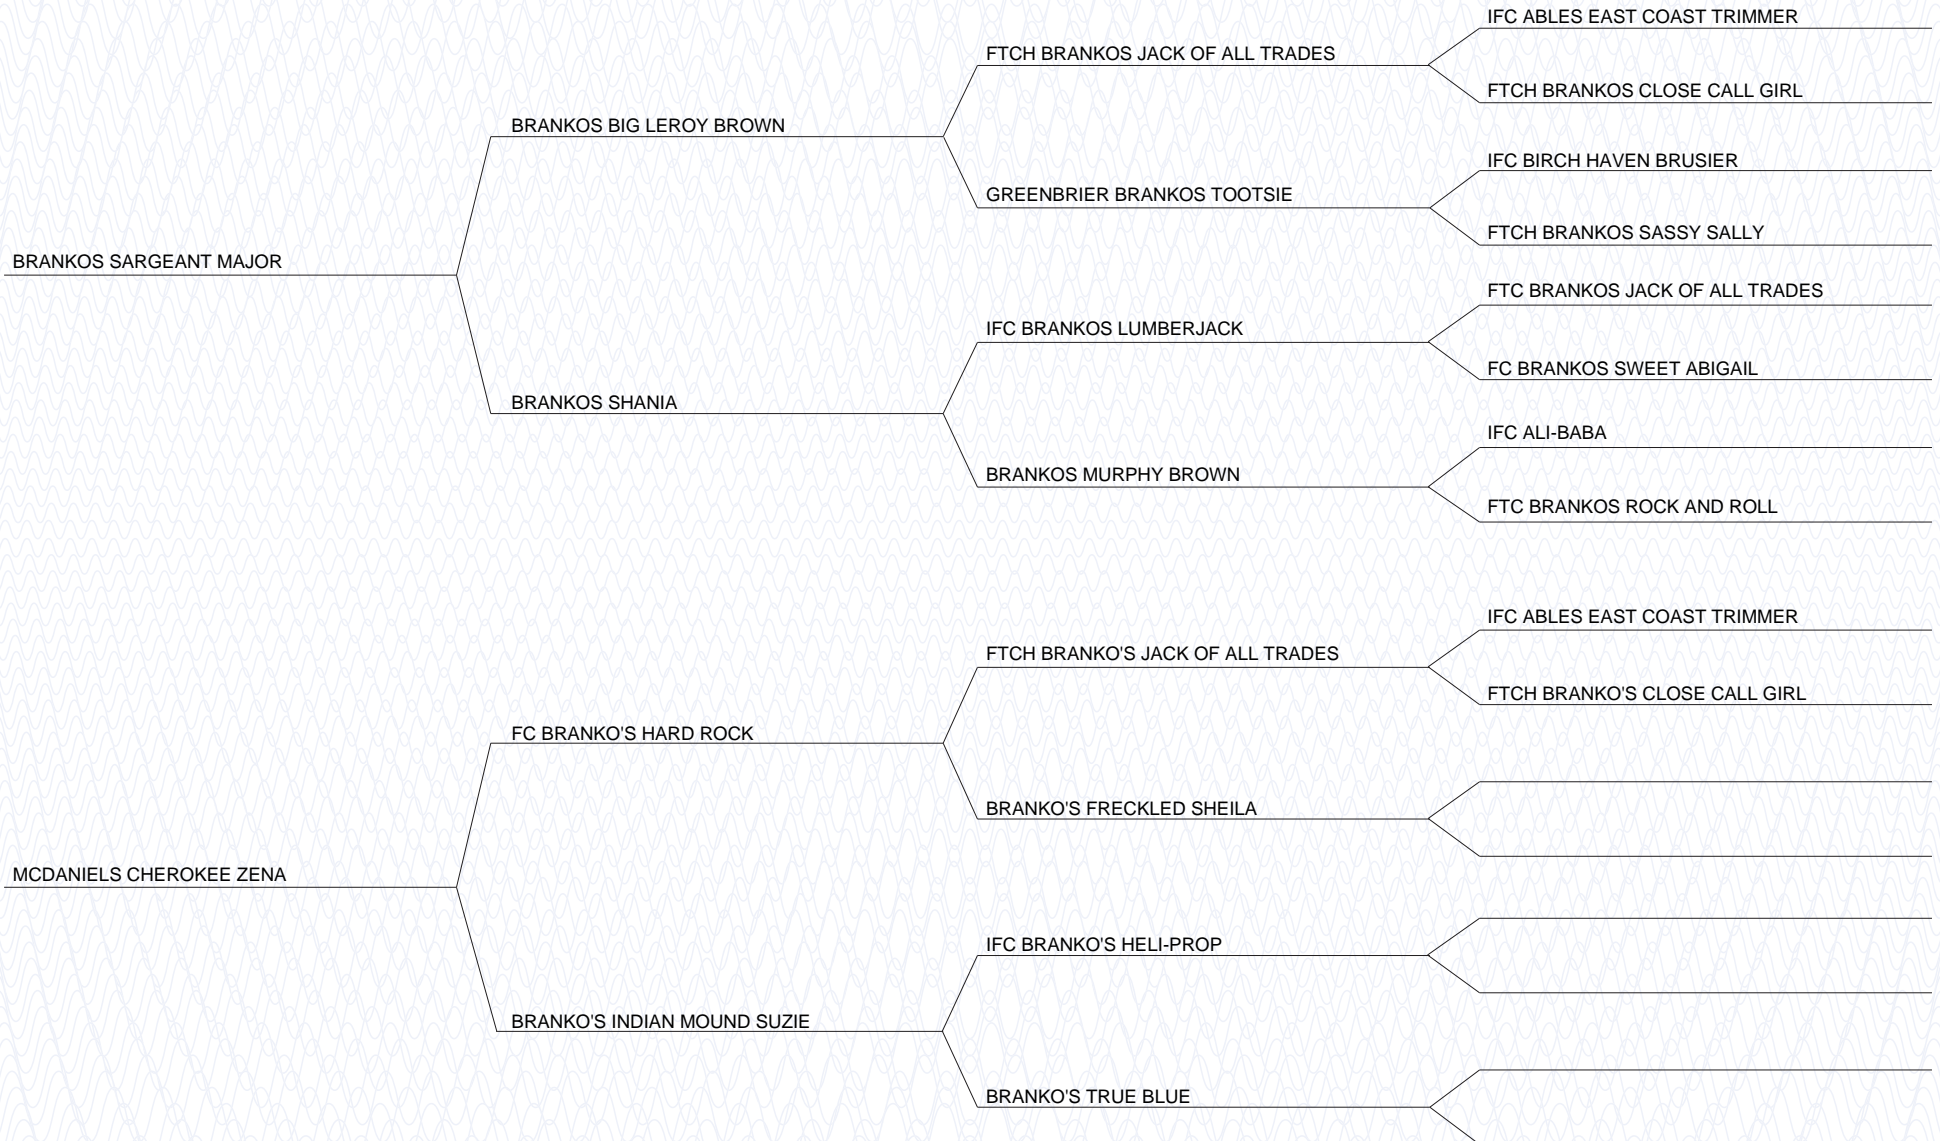 IFC ABLES EAST COAST TRIMMER
FTCH BRANKOS JACK OF ALL TRADES
FTCH BRANKOS CLOSE CALL GIRL
BRANKOS BIG LEROY BROWN
IFC BIRCH HAVEN BRUSIER
GREENBRIER BRANKOS TOOTSIE
FTCH BRANKOS SASSY SALLY
BRANKOS SARGEANT MAJOR
FTC BRANKOS JACK OF ALL TRADES
IFC BRANKOS LUMBERJACK
FC BRANKOS SWEET ABIGAIL
BRANKOS SHANIA
IFC ALI-BABA
BRANKOS MURPHY BROWN
FTC BRANKOS ROCK AND ROLL
IFC ABLES EAST COAST TRIMMER
FTCH BRANKO'S JACK OF ALL TRADES
FTCH BRANKO'S CLOSE CALL GIRL
FC BRANKO'S HARD ROCK
BRANKO'S FRECKLED SHEILA
MCDANIELS CHEROKEE ZENA
IFC BRANKO'S HELI-PROP
BRANKO'S INDIAN MOUND SUZIE
BRANKO'S TRUE BLUE